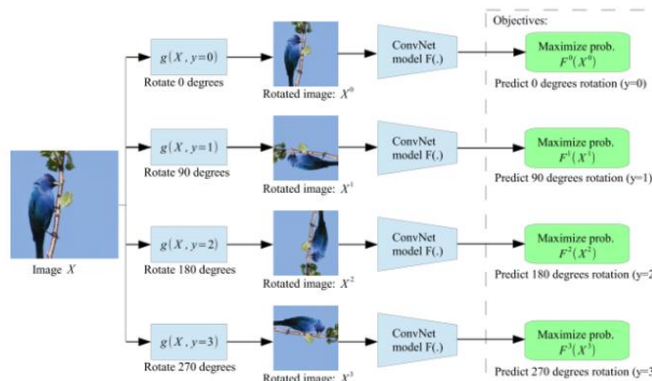 Objectives:
g(X, y=0)
Rotate 0 degrees
Rotated image: X⁰
ConvNet
model F(.)
Maximize prob.
F⁰(X⁰)
Predict 0 degrees rotation (y=0)
g(X, y=1)
Rotate 90 degrees
Rotated image: X¹
ConvNet
model F(.)
Maximize prob.
F¹(X¹)
Predict 90 degrees rotation (y=1)
Image X
g(X, y=2)
Rotate 180 degrees
Rotated image: X²
ConvNet
model F(.)
Maximize prob.
F²(X²)
Predict 180 degrees rotation (y=2
g(X, y=3)
Rotate 270 degrees
Rotated image: X³
ConvNet
model F(.)
Maximize prob.
F³(X³)
Predict 270 degrees rotation (y=3